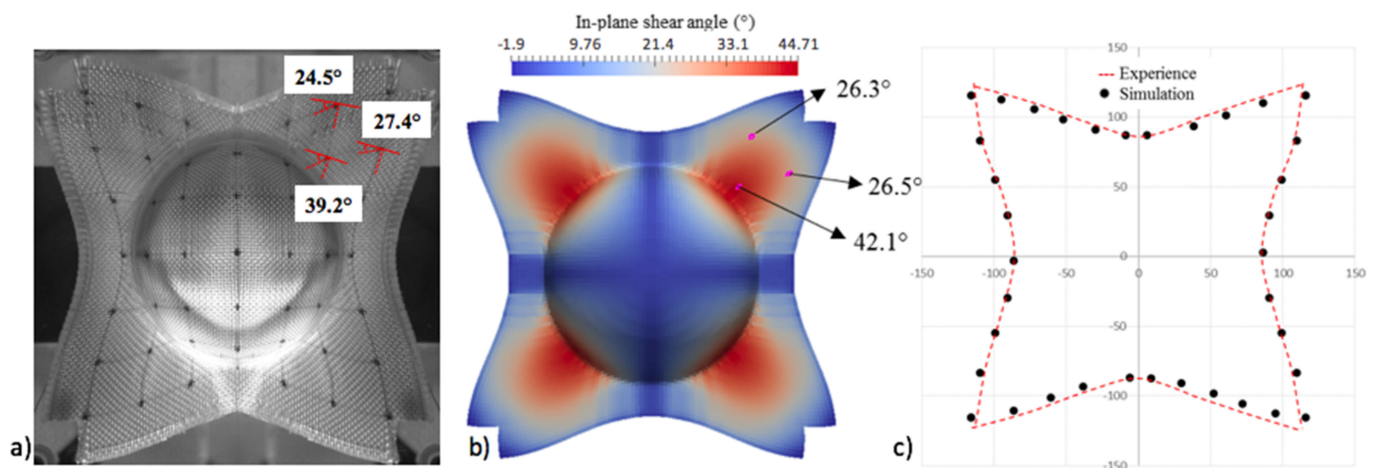 a)
24.5°
27.4°
39.2°
b)
In-plane shear angle (°)
-1.9 9.76 21.4 33.1 44.71
26.3°
26.5°
42.1°
c)
150
Experience
Simulation
100
50
0
-150 -100 -50 0 50 100 150
-50
-100
-150